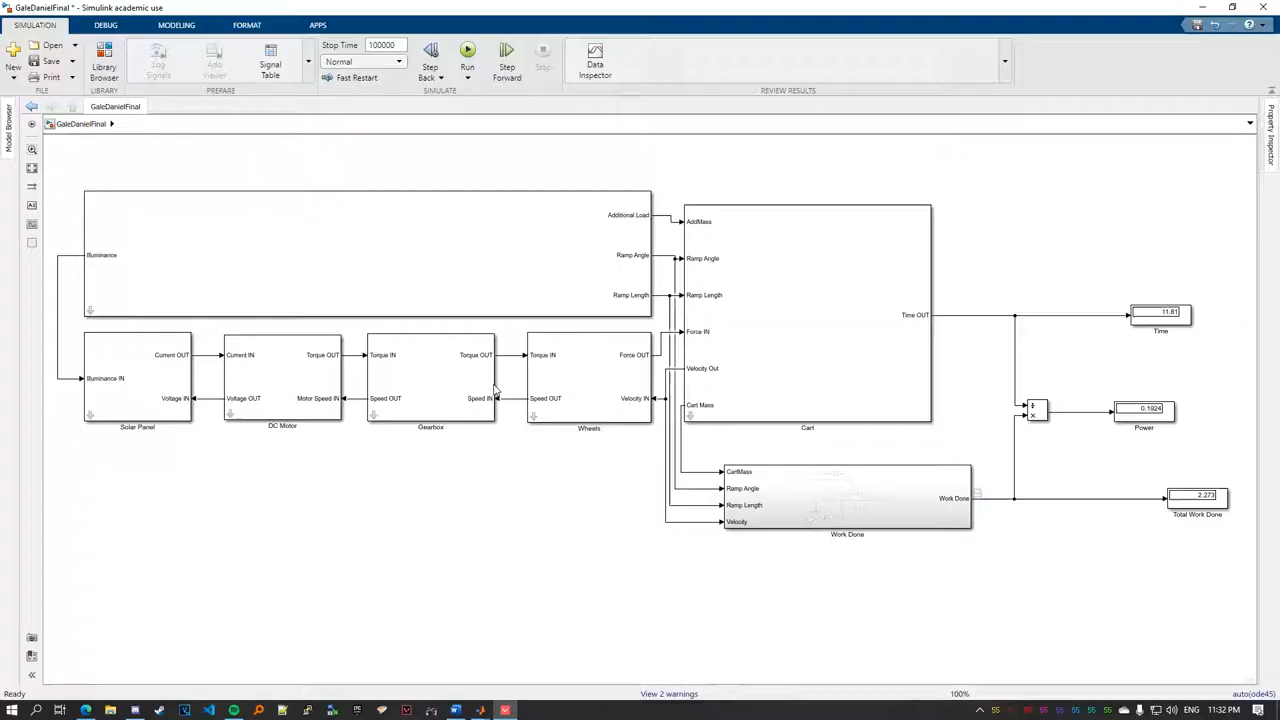 GaleDanielFinal * - Simulink academic use
SIMULATION
DEBUG
MODELING
FORMAT
APPS
New
Open
Save
Print
FILE
Library
Browser
LIBRARY
Log
Signals
Add
Viewer
Signal
Table
PREPARE
Stop Time
100000
Normal
Fast Restart
Step
Back
Run
Step
Forward
Stop
SIMULATE
Data
Inspector
REVIEW RESULTS
GaleDanielFinal
Model Browser
GaleDanielFinal
Property Inspector
Additional Load
Illuminance
Ramp Angle
Ramp Length
AddMass
Ramp Angle
Ramp Length
Force IN
Velocity Out
Cart Mass
Time OUT
Cart
Current OUT
Illuminance IN
Voltage IN
Solar Panel
Current IN
Torque OUT
Voltage OUT
Motor Speed IN
DC Motor
Torque IN
Torque OUT
Speed OUT
Speed IN
Gearbox
Torque IN
Force OUT
Speed OUT
Velocity IN
Wheels
11.81
Time
÷
×
0.1924
Power
CartMass
Ramp Angle
Ramp Length
Velocity
Work Done
Work Done
2.273
Total Work Done
Ready
View 2 warnings
100%
auto(ode45)
11:32 PM